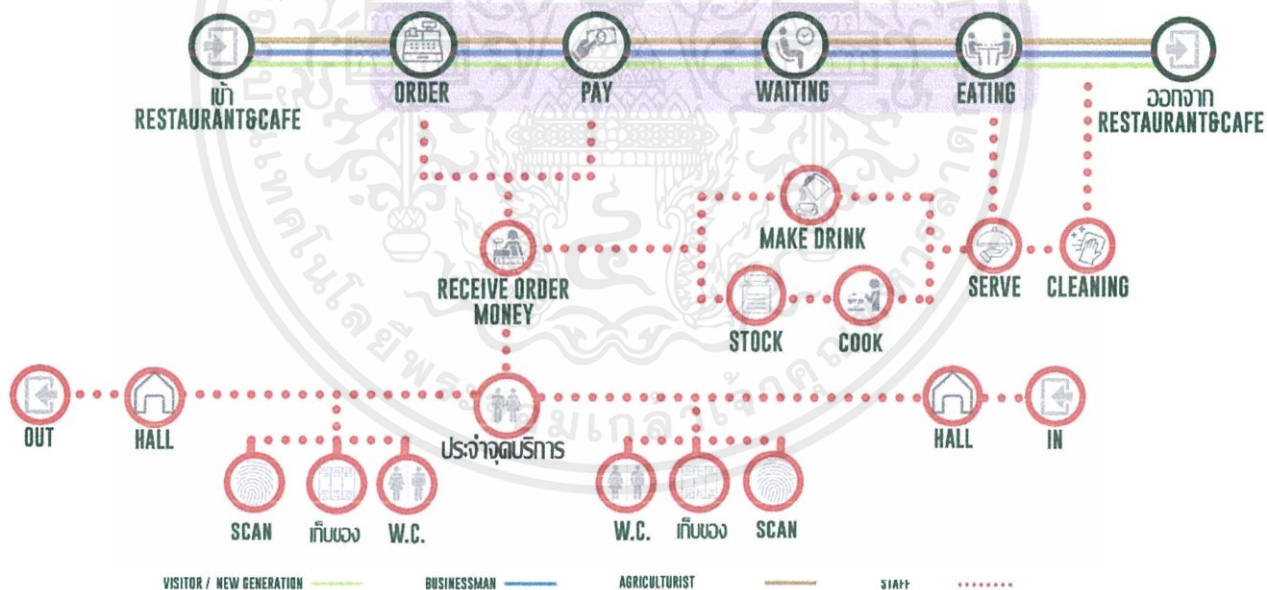 ORDER
PAY
WAITING
EATING
เข้า
RESTAURANT&CAFE
ออกจาก
RESTAURANT&CAFE
MAKE DRINK
RECEIVE ORDER
MONEY
SERVE
CLEANING
STOCK
COOK
OUT
HALL
ประจำจุดบริการ
HALL
IN
SCAN
เก็บของ
W.C.
W.C.
เก็บของ
SCAN
VISITOR / NEW GENERATION
BUSINESSMAN
AGRICULTURIST
STAFF